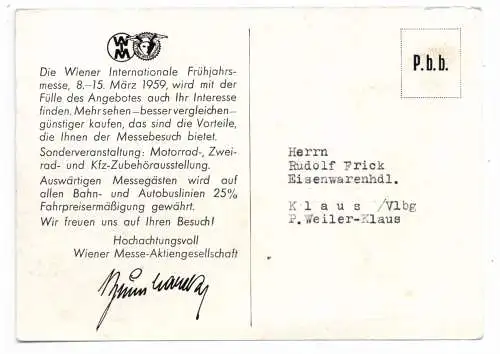 WM
Die Wiener Internationale Frühjahrs-
messe, 8.–15. März 1959, wird mit der
Fülle des Angebotes auch Ihr Interesse
finden. Mehr sehen – besser vergleichen –
günstiger kaufen, das sind die Vorteile,
die Ihnen der Messebesuch bietet.
Sonderveranstaltung: Motorrad-, Zwei-
rad- und Kfz-Zubehörausstellung.
Auswärtigen Messegästen wird auf
allen Bahn- und Autobuslinien 25%
Fahrpreisermäßigung gewährt.
Wir freuen uns auf Ihren Besuch!
Hochachtungsvoll
Wiener Messe-Aktiengesellschaft
P.b.b.
Herrn
Rudolf Frick
Eisenwarenhdl.
K l a u s /Vlbg
P.Weiler-Klaus